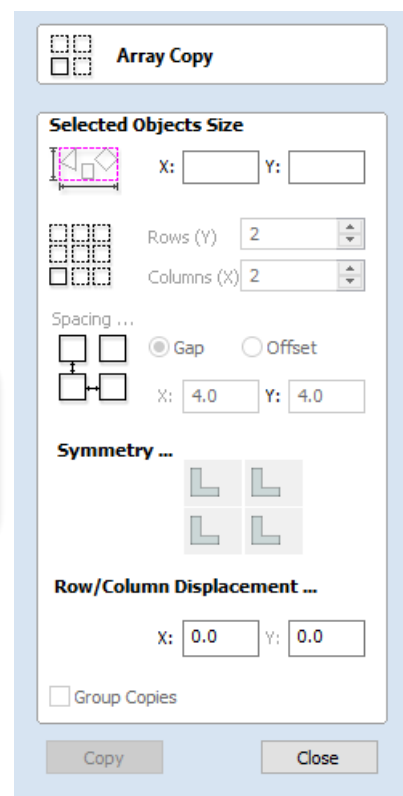 Array Copy
Selected Objects Size
X: Y:
Rows (Y) 2
Columns (X) 2
Spacing ...
Gap Offset
X: 4.0 Y: 4.0
Symmetry ...
Row/Column Displacement ...
X: 0.0 Y: 0.0
Group Copies
Copy Close